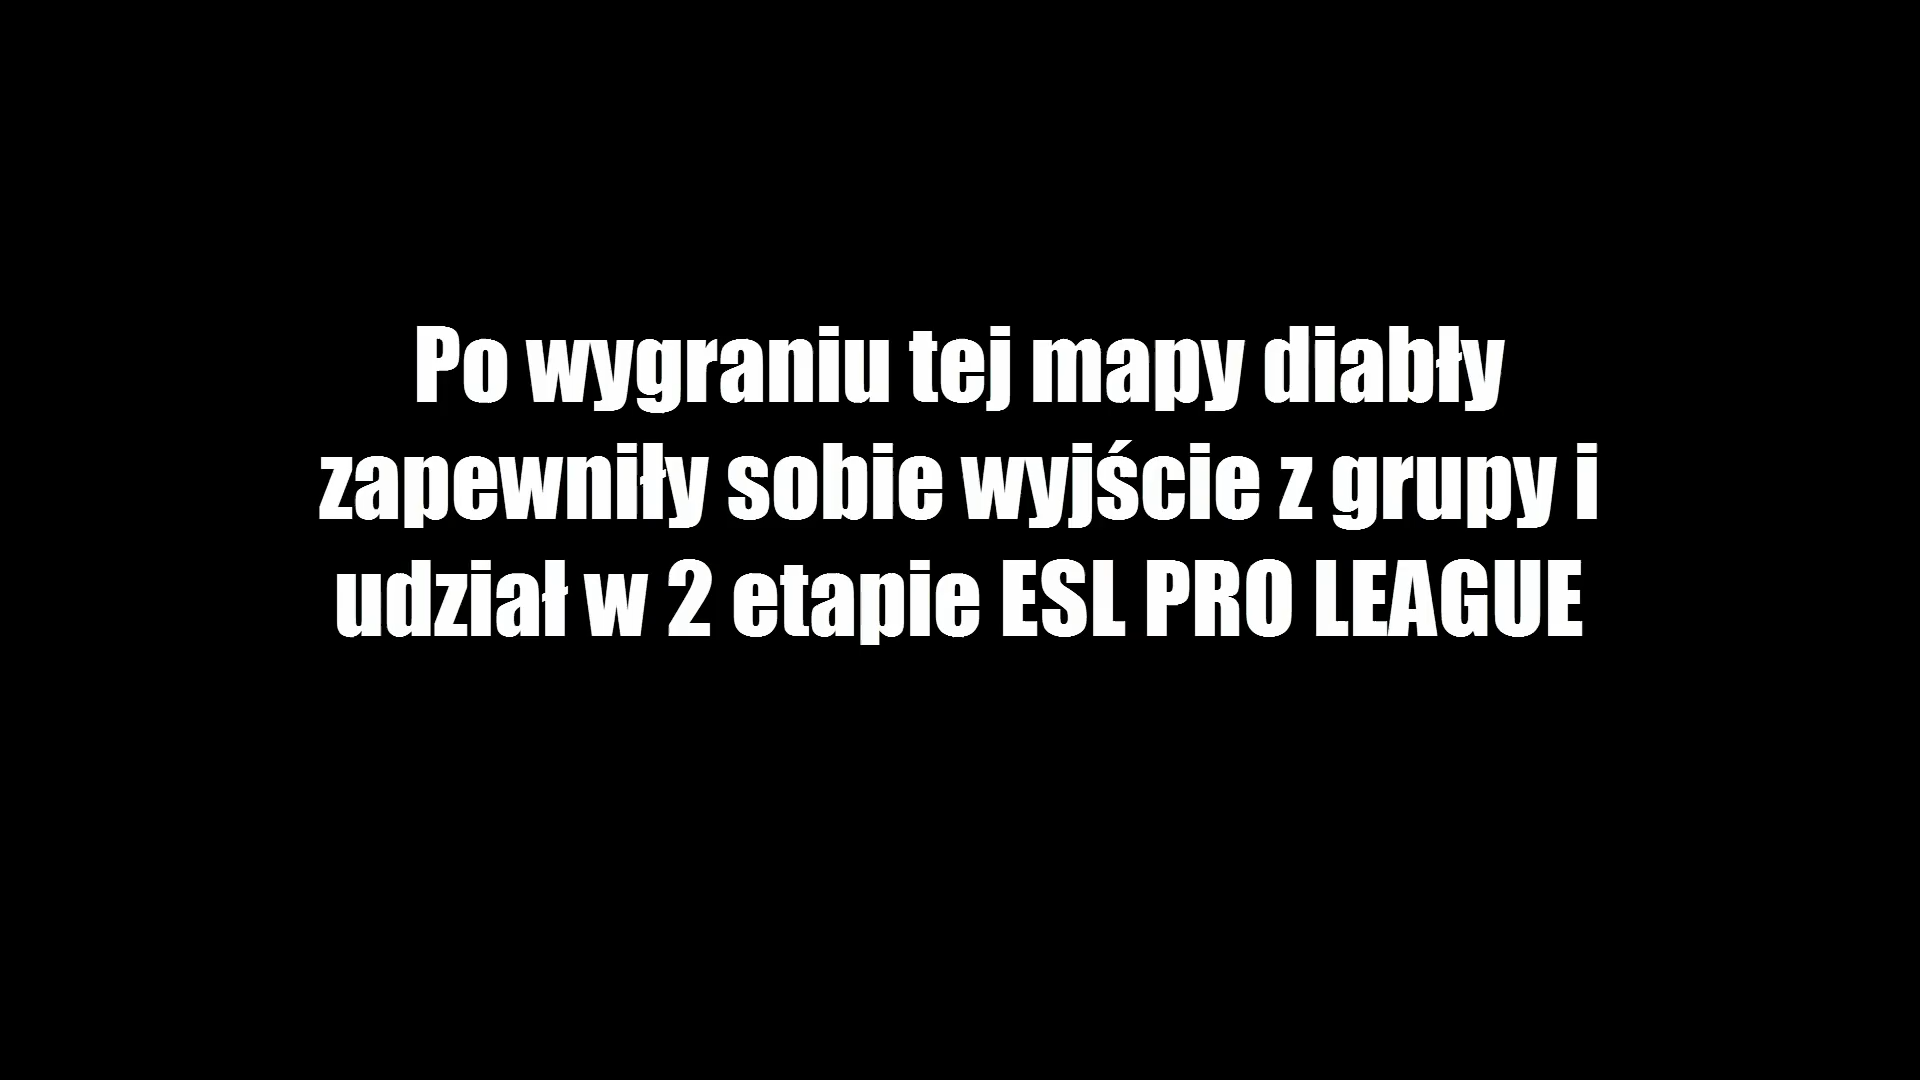 Po wygraniu tej mapy diabły
zapewniły sobie wyjście z grupy i
udział w 2 etapie ESL PRO LEAGUE